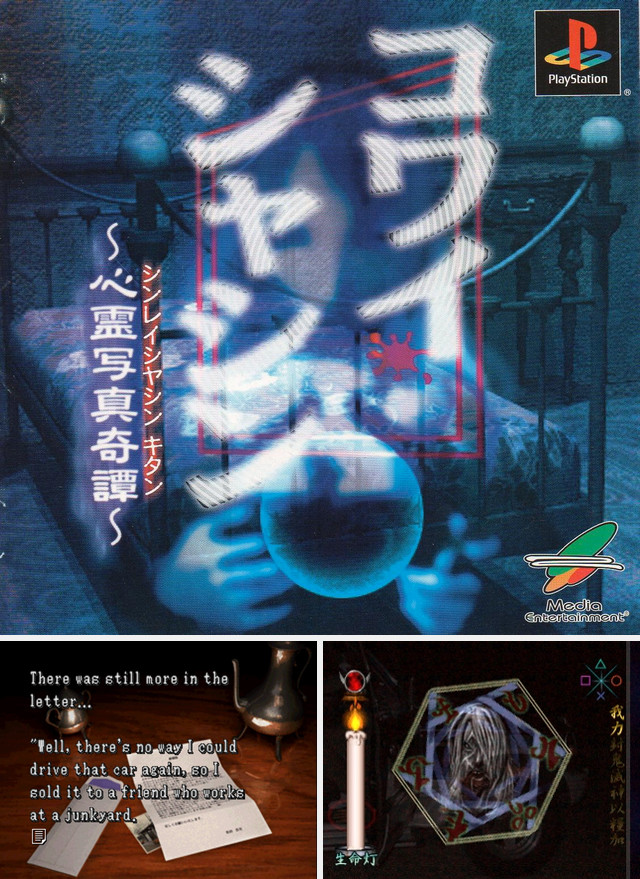 コワイ
シャシン
シンレイシャシン キタン
～心霊写真奇譚～
PlayStation
®
Media
Entertainment®
There was still more in the
letter...
"Well, there's no way I could
drive that car again, so I
sold it to a friend who works
at a junkyard.
生命灯